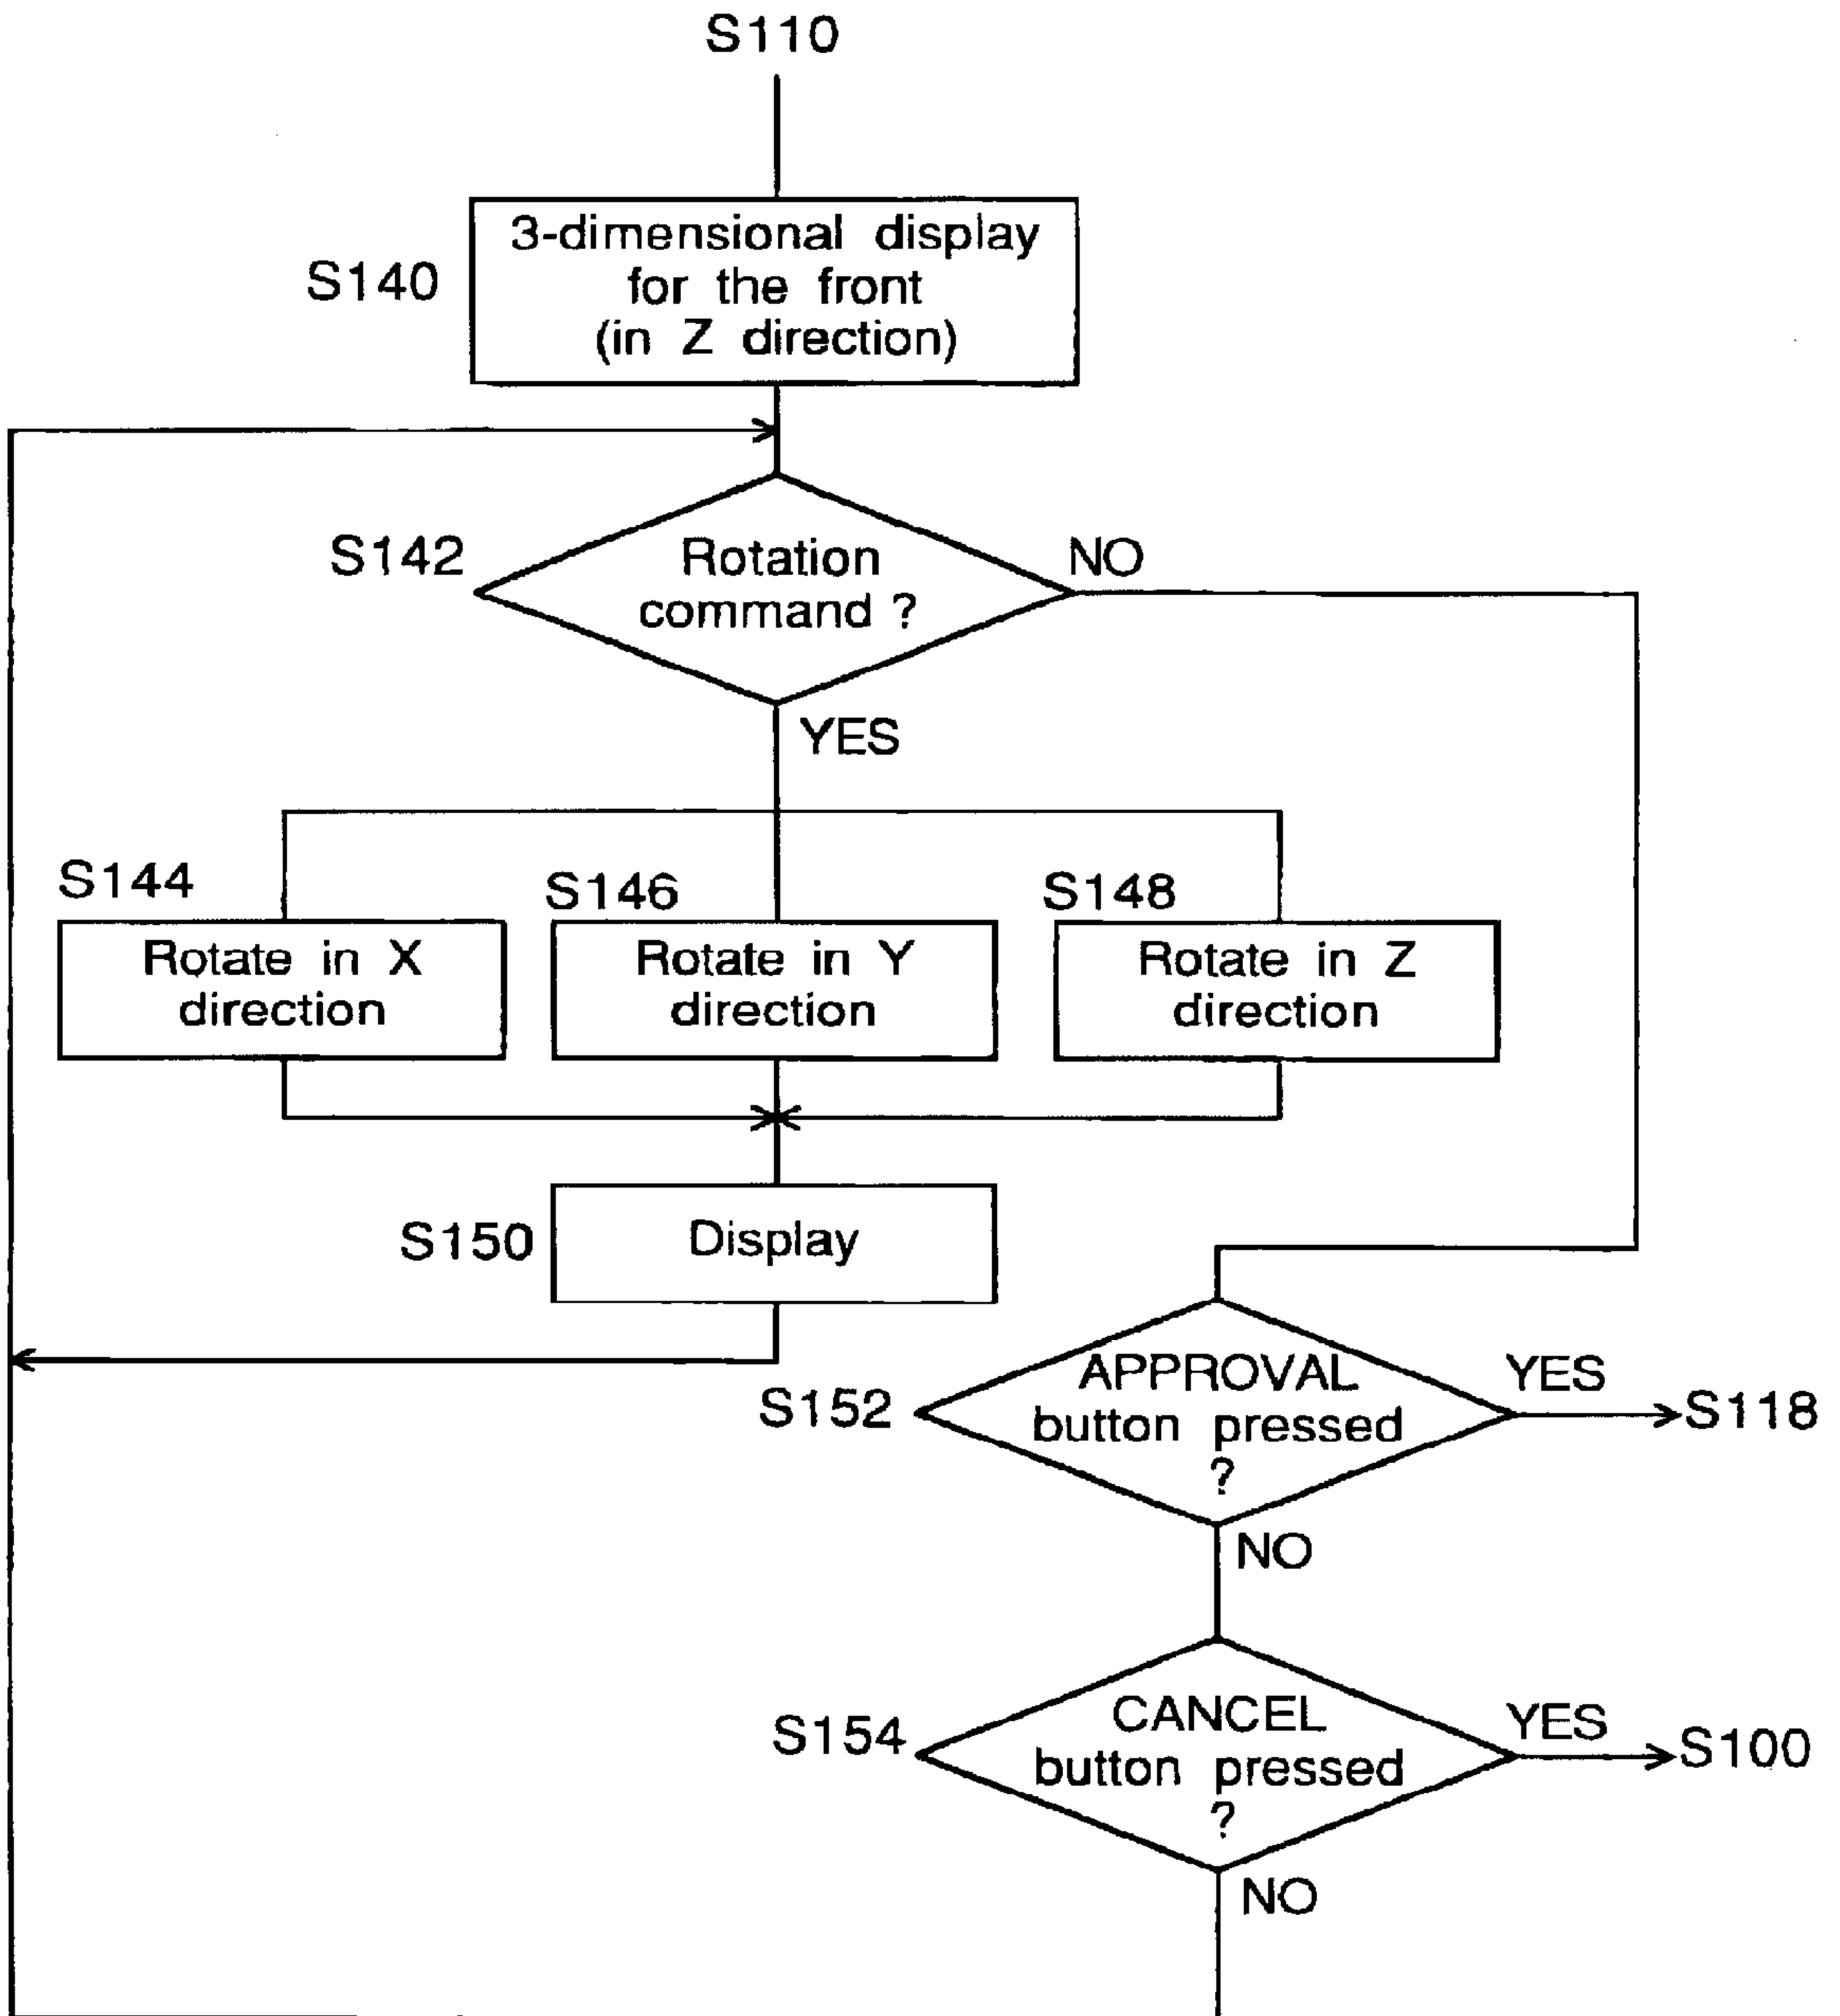 S110
S140
3-dimensional display
for the front
(in Z direction)
S142
Rotation
command ?
NO
YES
S144
S146
S148
Rotate in X
direction
Rotate in Y
direction
Rotate in Z
direction
S150
Display
S152
APPROVAL
button pressed
?
YES
S118
NO
S154
CANCEL
button pressed
?
YES
S100
NO